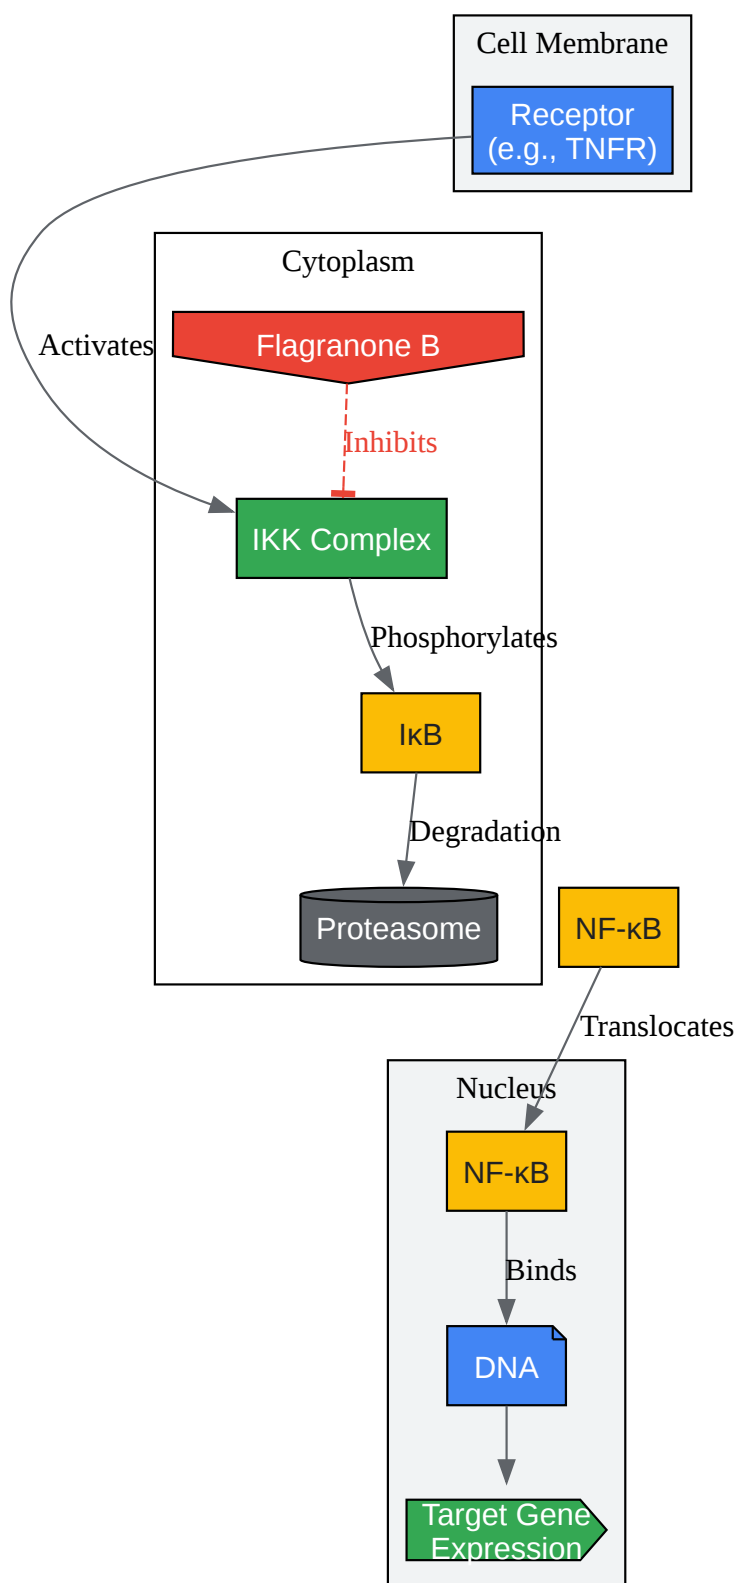 Cell Membrane
Receptor
(e.g., TNFR)
Cytoplasm
Flagranone B
Activates
Inhibits
IKK Complex
Phosphorylates
IκB
Degradation
Proteasome
NF-κB
Translocates
Nucleus
NF-κB
Binds
DNA
Target Gene
Expression